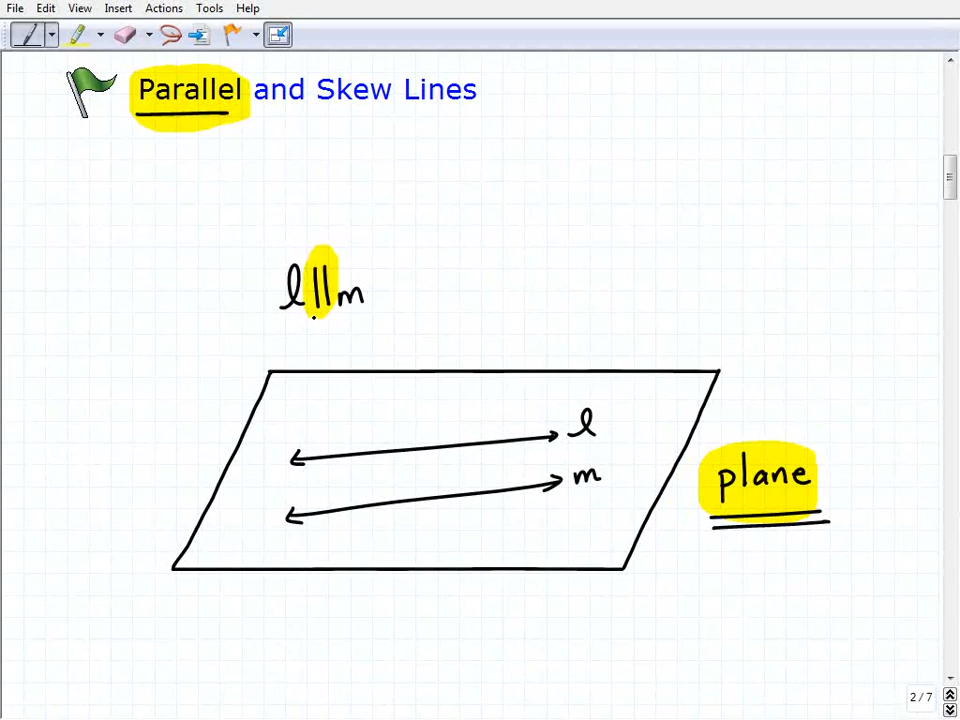 File Edit View Insert Actions Tools Help
Parallel and Skew Lines
l || m
l
m
plane
2 / 7